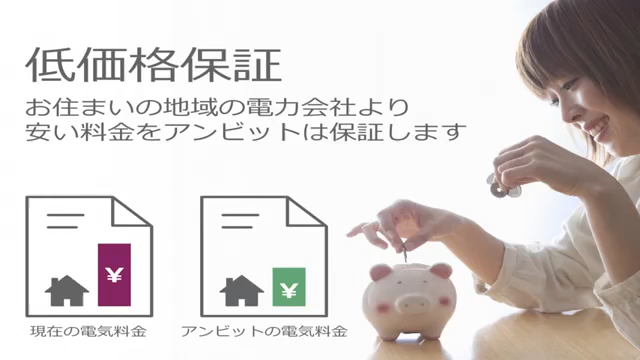 低価格保証
お住まいの地域の電力会社より
安い料金をアンビットは保証します
¥
¥
現在の電気料金
アンビットの電気料金